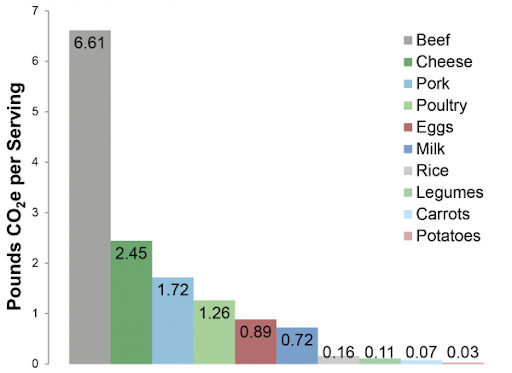 Pounds CO₂e per Serving
7
6
5
4
3
2
1
0
6.61
2.45
1.72
1.26
0.89
0.72
0.16
0.11
0.07
0.03
Beef
Cheese
Pork
Poultry
Eggs
Milk
Rice
Legumes
Carrots
Potatoes